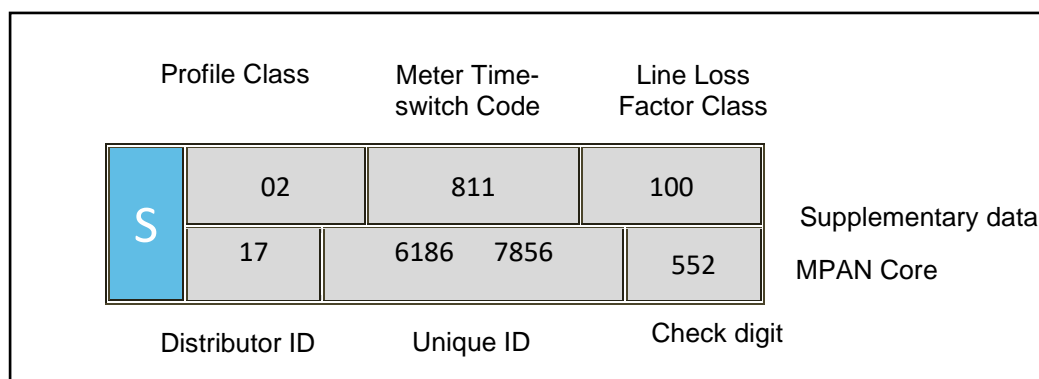 Profile Class Meter Time-switch Code Line Loss Factor Class
S
02 811 100
Supplementary data
17 6186 7856 552
MPAN Core
Distributor ID Unique ID Check digit